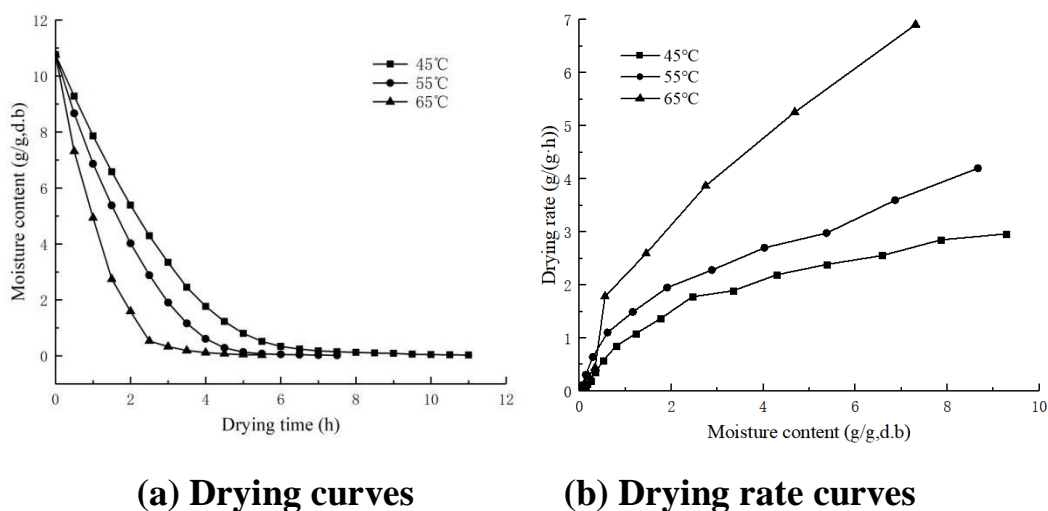 12
10
8
6
4
2
0
Moisture content (g/g,d.b)
45℃
55℃
65℃
0 2 4 6 8 10 12
Drying time (h)
(a) Drying curves
7
6
5
4
3
2
1
0
Drying rate (g/(g·h))
45°C
55°C
65°C
0 2 4 6 8 10
Moisture content (g/g,d.b)
(b) Drying rate curves